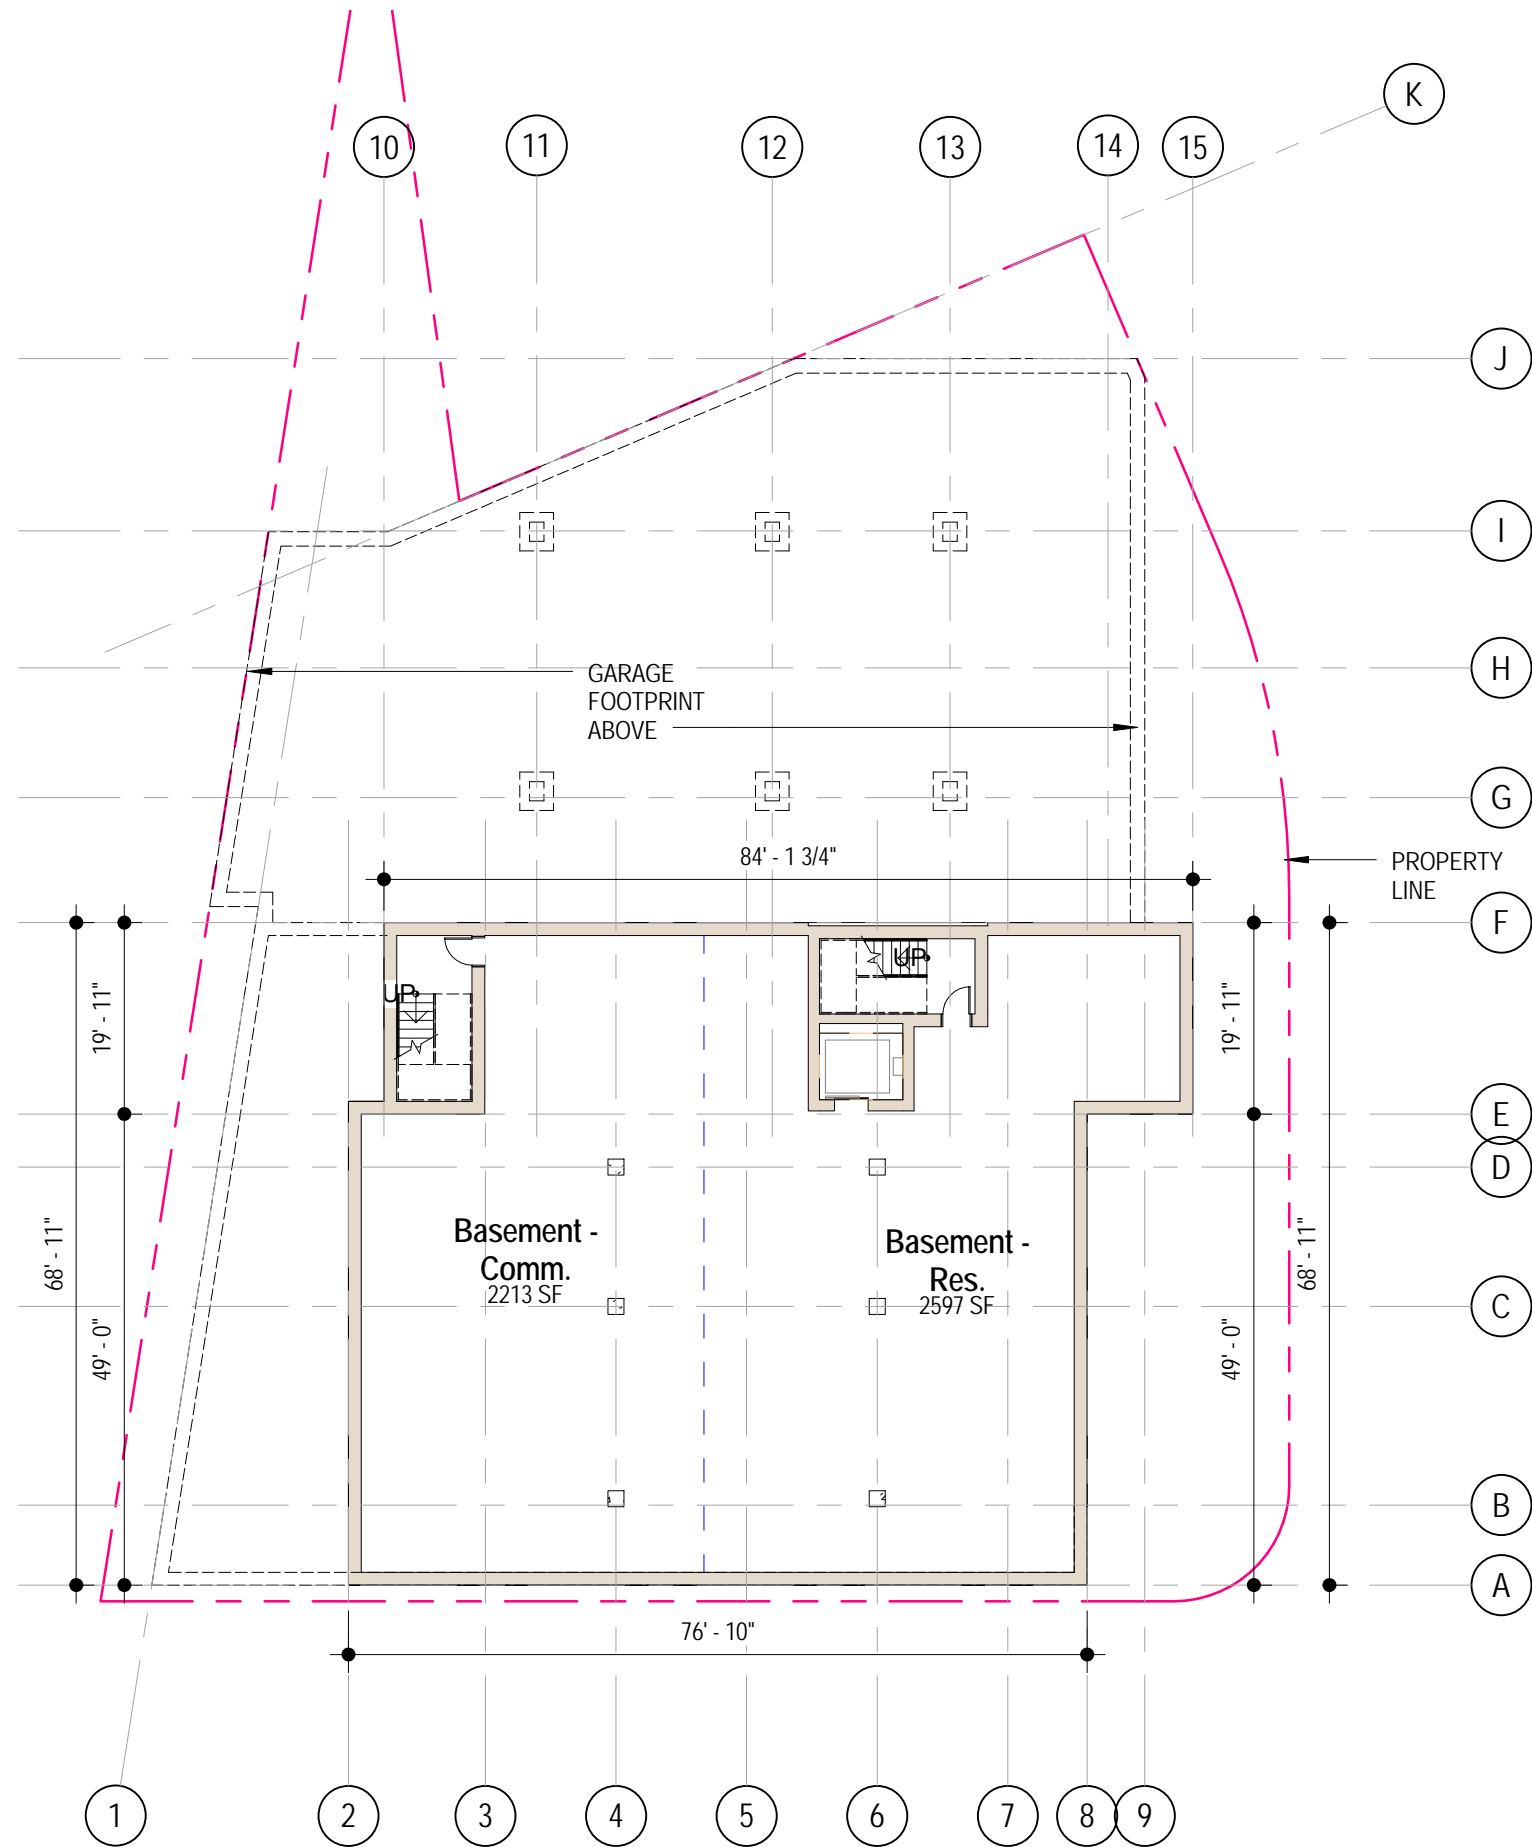 K
10
11
12
13
14
15
J
I
H
GARAGE
FOOTPRINT
ABOVE
G
84' - 1 3/4"
PROPERTY
LINE
F
UP
UP
19' - 11"
19' - 11"
E
D
68' - 11"
Basement -
Comm.
2213 SF
Basement -
Res.
2597 SF
68' - 11"
C
49' - 0"
49' - 0"
B
A
76' - 10"
1
2
3
4
5
6
7
8
9